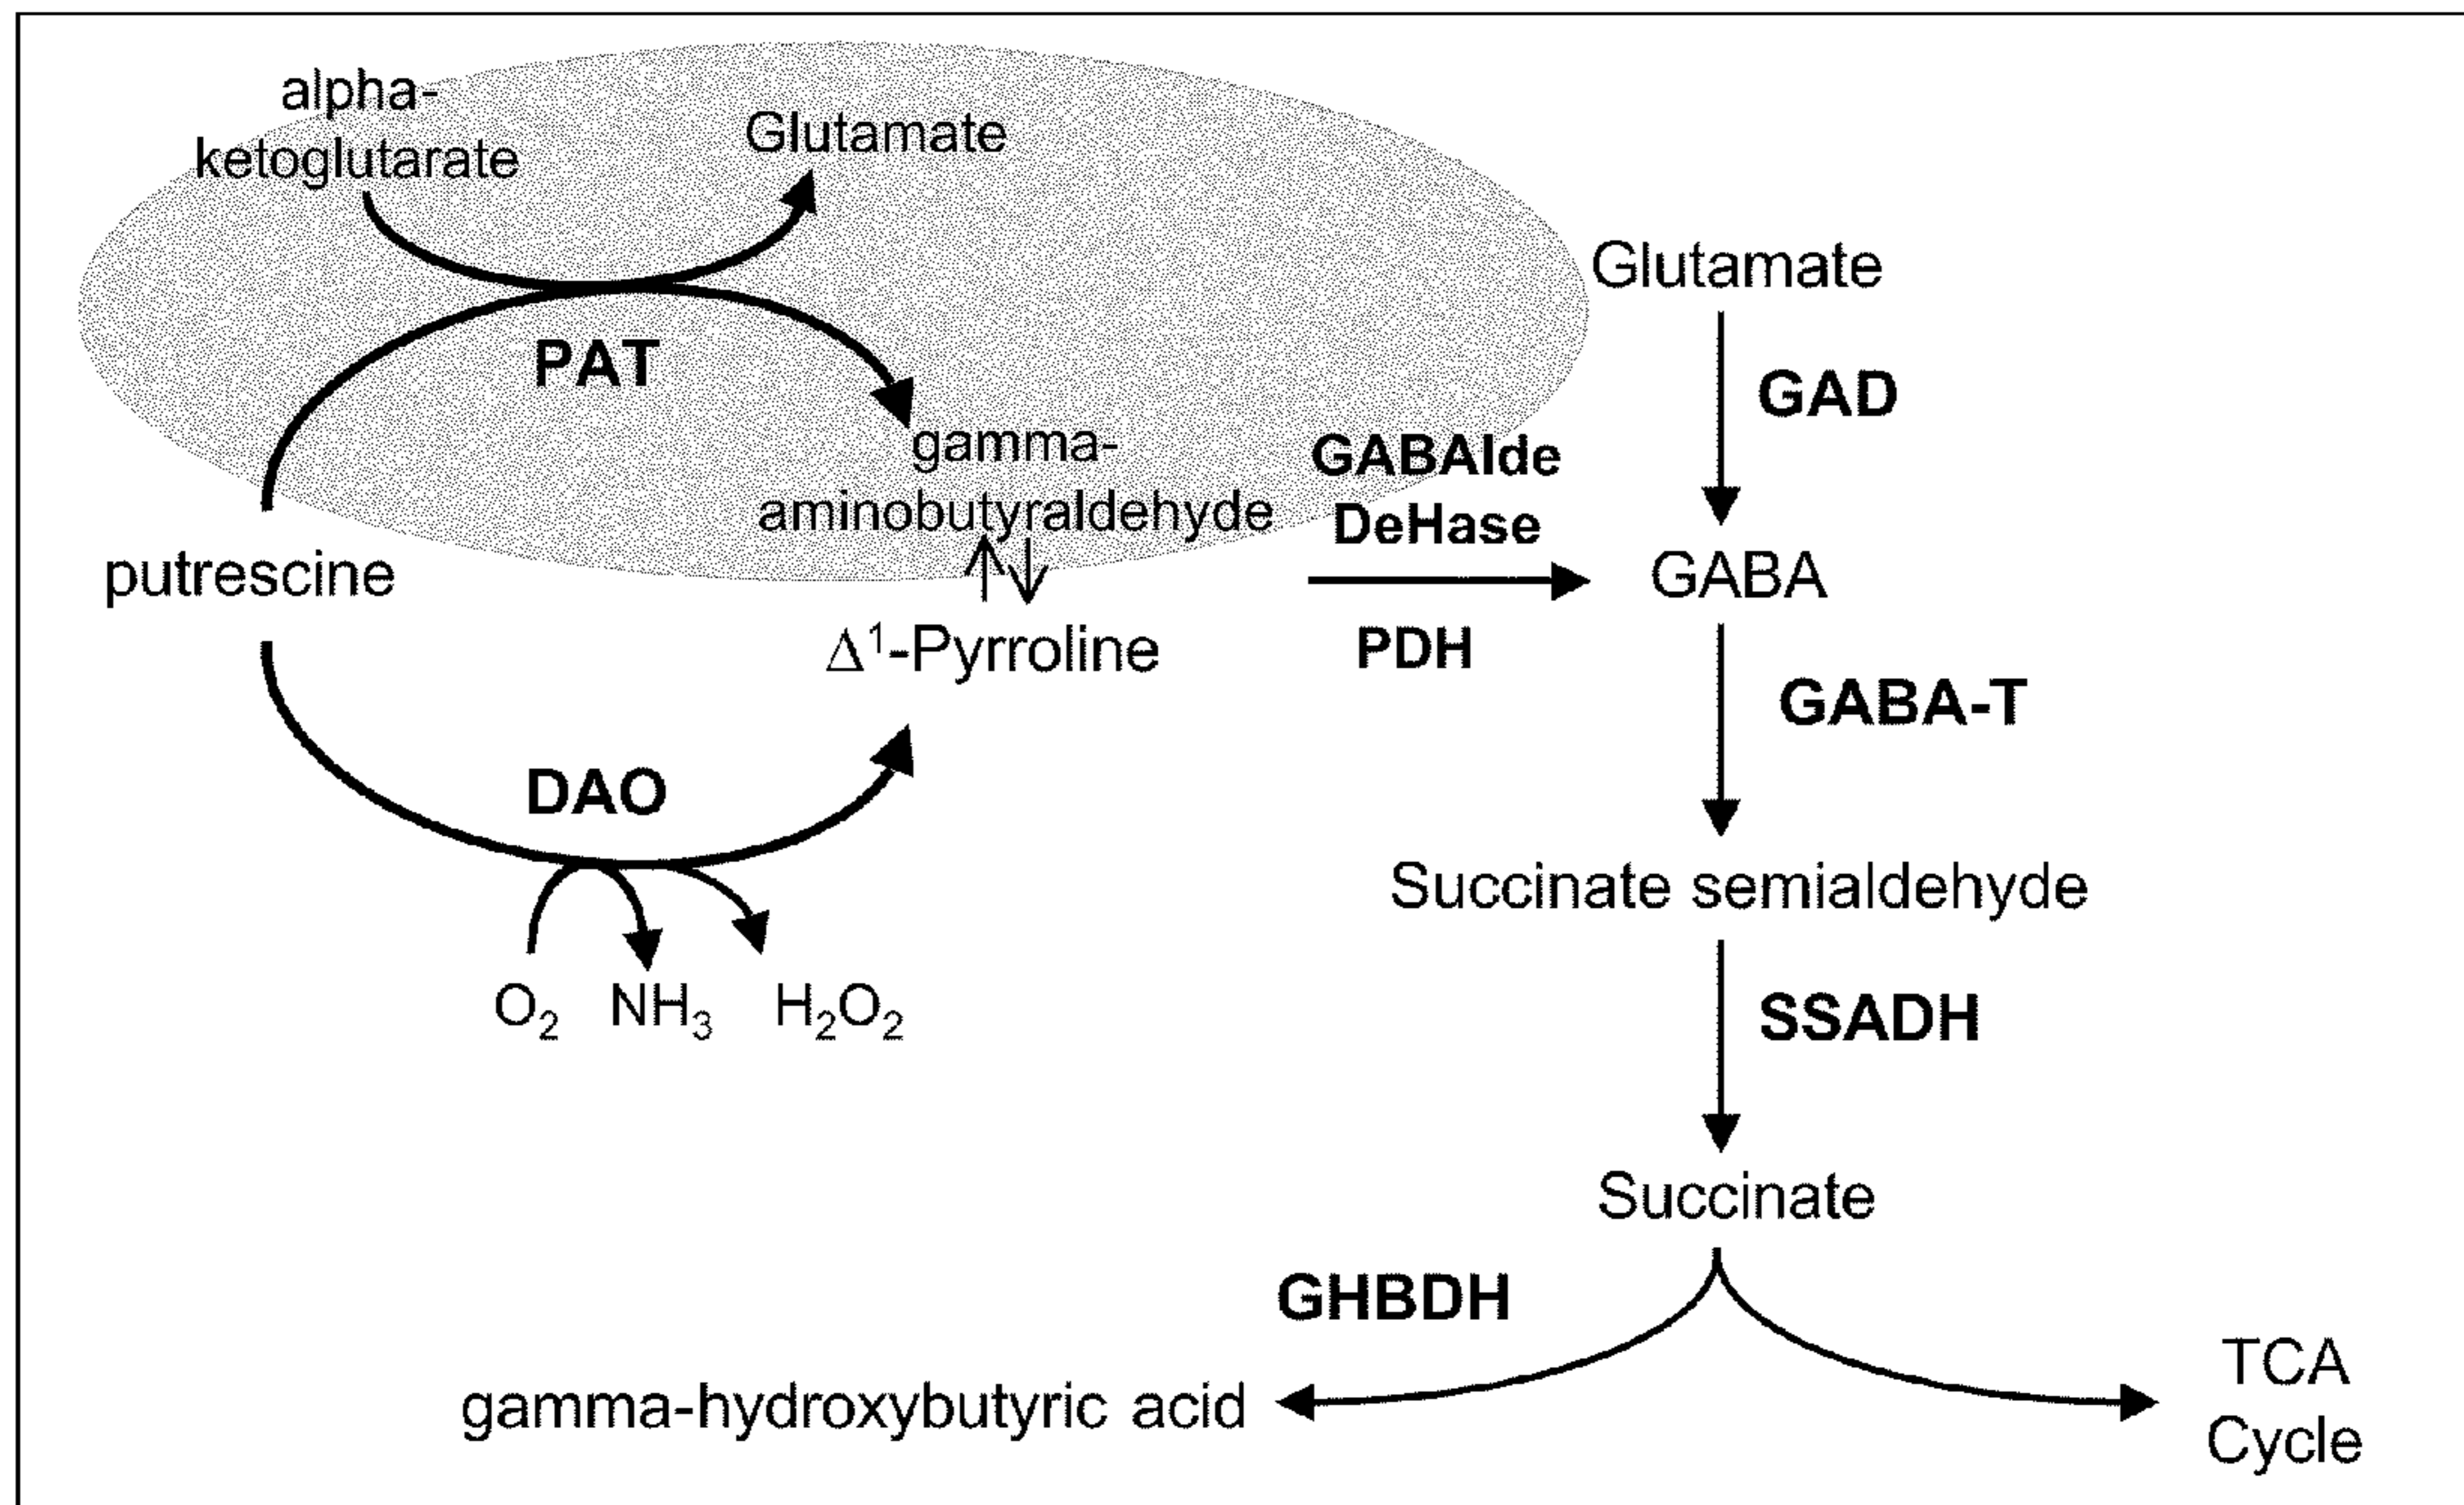 alpha-
ketoglutarate
Glutamate
PAT
gamma-
aminobutyraldehyde
putrescine
Δ¹-Pyrroline
DAO
O₂ NH₃ H₂O₂
GABAlde
DeHase
PDH
Glutamate
GAD
GABA
GABA-T
Succinate semialdehyde
SSADH
Succinate
GHBDH
gamma-hydroxybutyric acid
TCA
Cycle